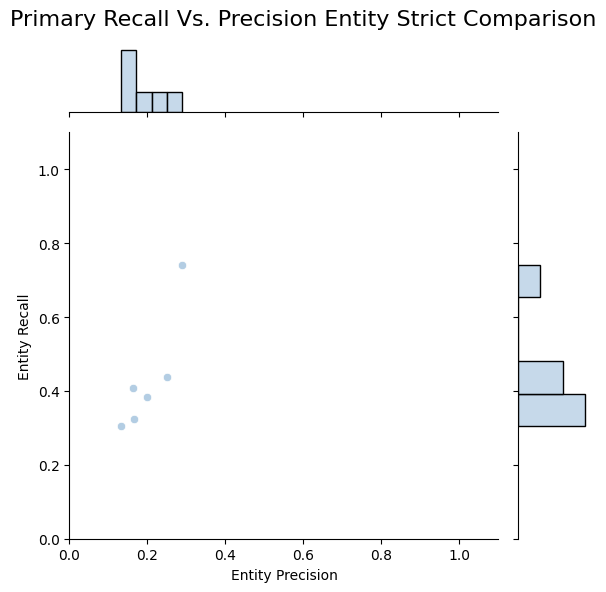 Primary Recall Vs. Precision Entity Strict Comparison
1.0
0.8
0.6
0.4
0.2
0.0
Entity Recall
0.0 0.2 0.4 0.6 0.8 1.0
Entity Precision